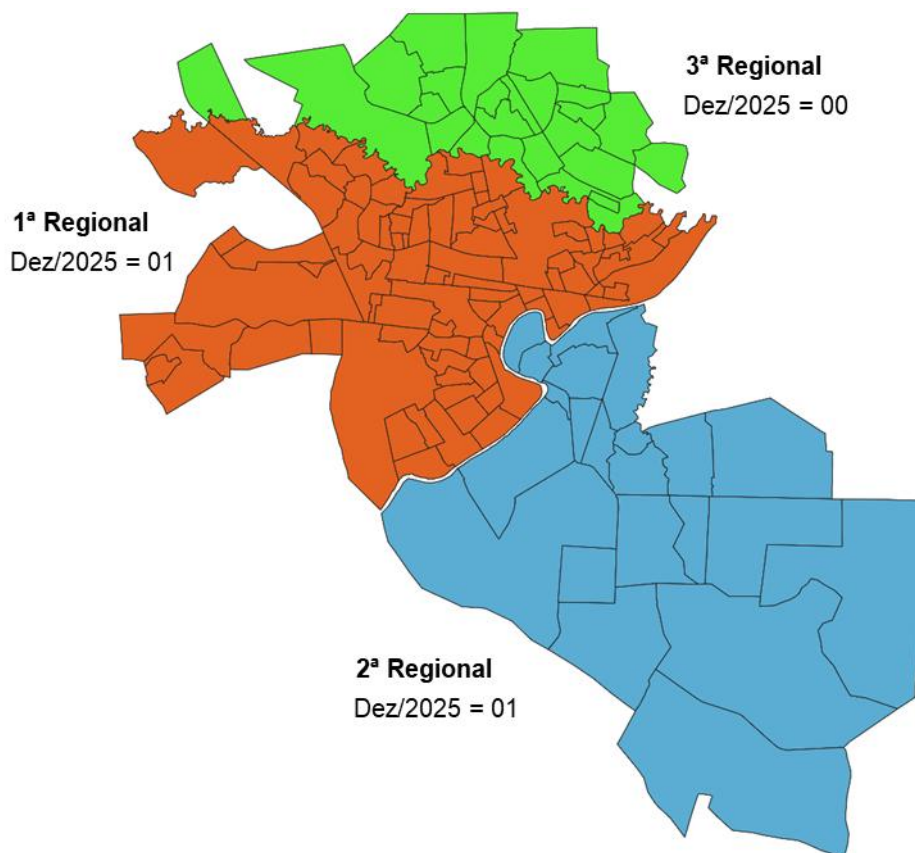 3ª Regional
Dez/2025 = 00
1ª Regional
Dez/2025 = 01
2ª Regional
Dez/2025 = 01